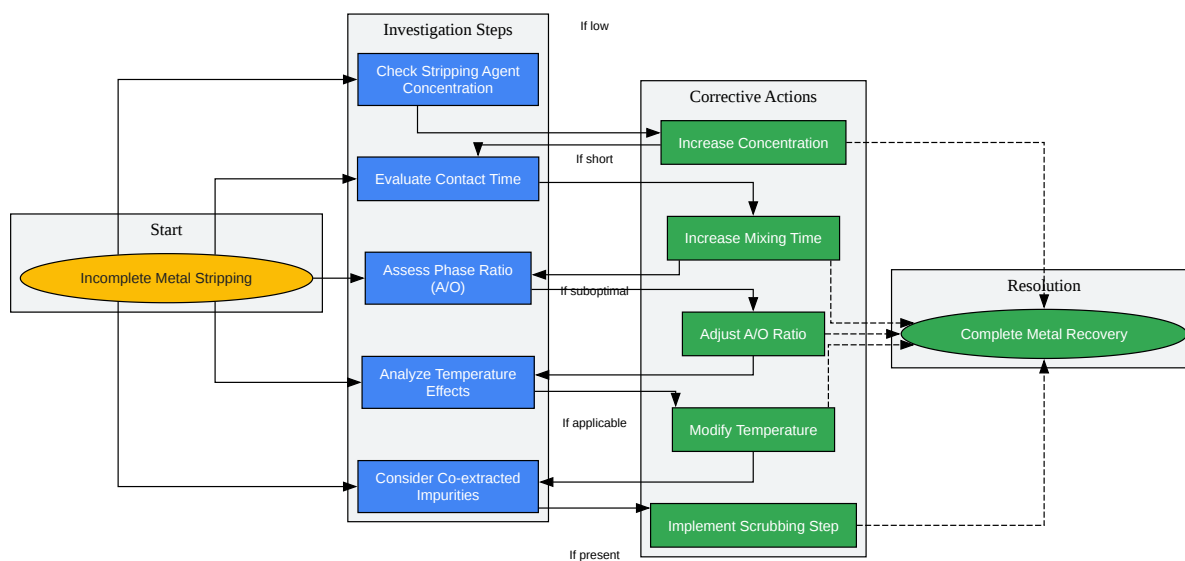 Investigation Steps
If low
Check Stripping Agent
Concentration
Corrective Actions
Increase Concentration
If short
Evaluate Contact Time
Start
Increase Mixing Time
Incomplete Metal Stripping
Assess Phase Ratio
(A/O)
If suboptimal
Resolution
Adjust A/O Ratio
Complete Metal Recovery
Analyze Temperature
Effects
If applicable
Modify Temperature
Consider Co-extracted
Impurities
Implement Scrubbing Step
If present